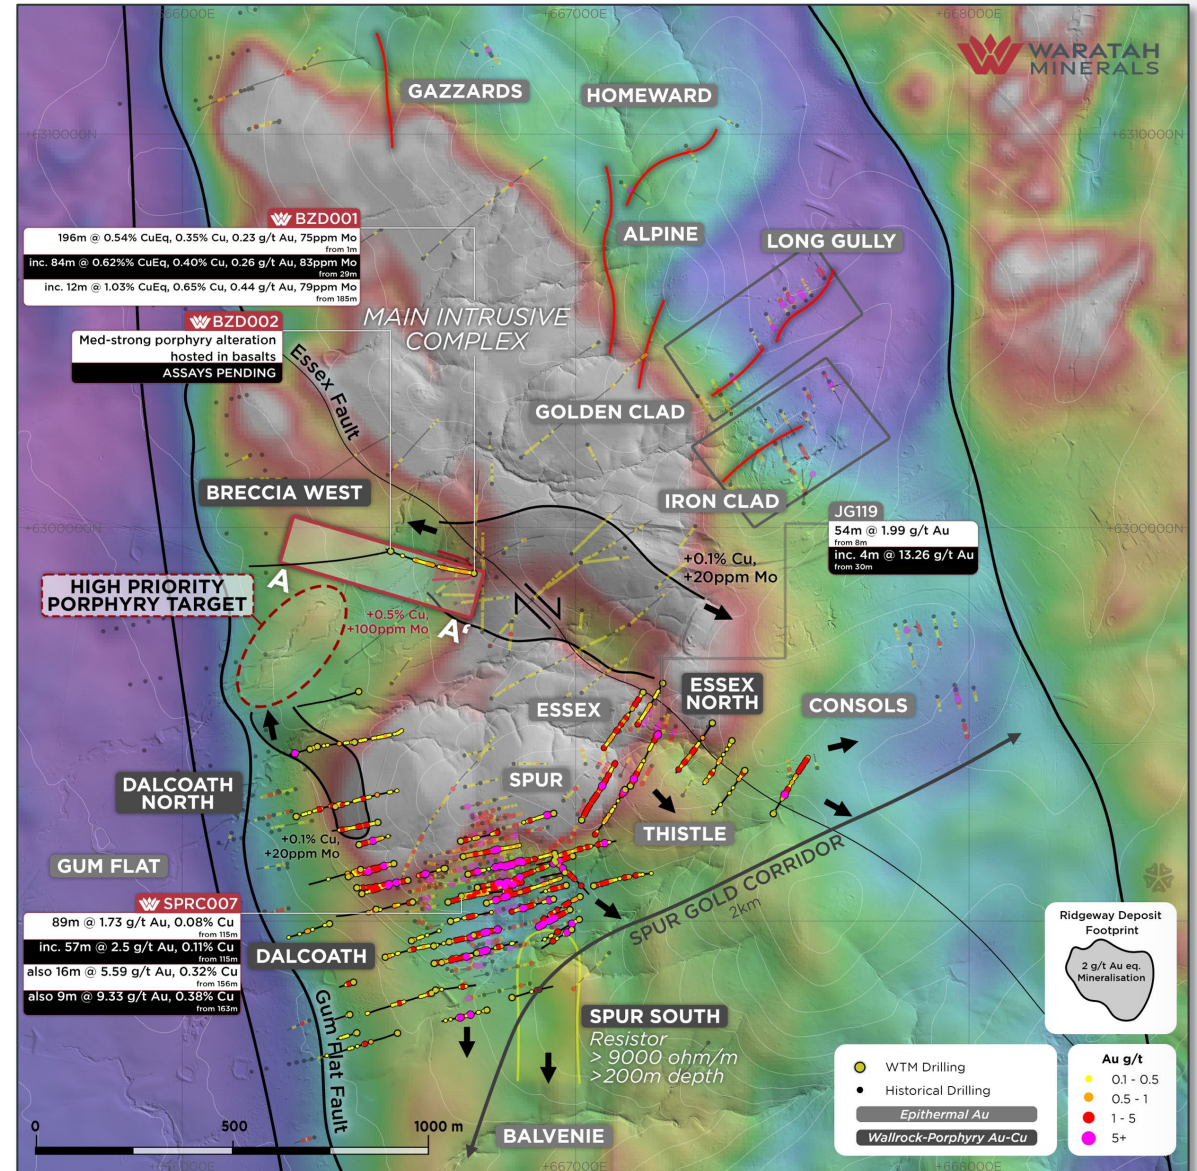 +666000E
+667000E
+668000E
WARATAH
MINERALS
GAZZARDS
HOMEWARD
+6310000N
+6310000N
BZD001
196m @ 0.54% CuEq, 0.35% Cu, 0.23 g/t Au, 75ppm Mo
from 1m
inc. 84m @ 0.62%% CuEq, 0.40% Cu, 0.26 g/t Au, 83ppm Mo
from 29m
inc. 12m @ 1.03% CuEq, 0.65% Cu, 0.44 g/t Au, 79ppm Mo
from 185m
ALPINE
LONG GULLY
BZD002
Med-strong porphyry alteration
hosted in basalts
ASSAYS PENDING
MAIN INTRUSIVE
COMPLEX
Essex Fault
GOLDEN CLAD
BRECCIA WEST
IRON CLAD
JG119
54m @ 1.99 g/t Au
from 8m
inc. 4m @ 13.26 g/t Au
from 30m
+6300000N
+6300000N
+0.1% Cu,
+20ppm Mo
A
HIGH PRIORITY
PORPHYRY TARGET
+0.5% Cu,
+100ppm Mo
A'
ESSEX
ESSEX
NORTH
CONSOLS
SPUR
DALCOATH
NORTH
THISTLE
+0.1% Cu,
+20ppm Mo
GUM FLAT
SPUR GOLD CORRIDOR
2km
SPRC007
89m @ 1.73 g/t Au, 0.08% Cu
from 115m
inc. 57m @ 2.5 g/t Au, 0.11% Cu
from 115m
also 16m @ 5.59 g/t Au, 0.32% Cu
from 156m
also 9m @ 9.33 g/t Au, 0.38% Cu
from 163m
DALCOATH
Gum Flat Fault
SPUR SOUTH
Resistor
> 9000 ohm/m
>200m depth
BALVENIE
Ridgeway Deposit
Footprint
2 g/t Au eq.
Mineralisation
WTM Drilling
Historical Drilling
Epithermal Au
Wallrock-Porphyry Au-Cu
Au g/t
0.1 - 0.5
0.5 - 1
1 - 5
5+
0
500
1000 m
+666000E
+667000E
+668000E